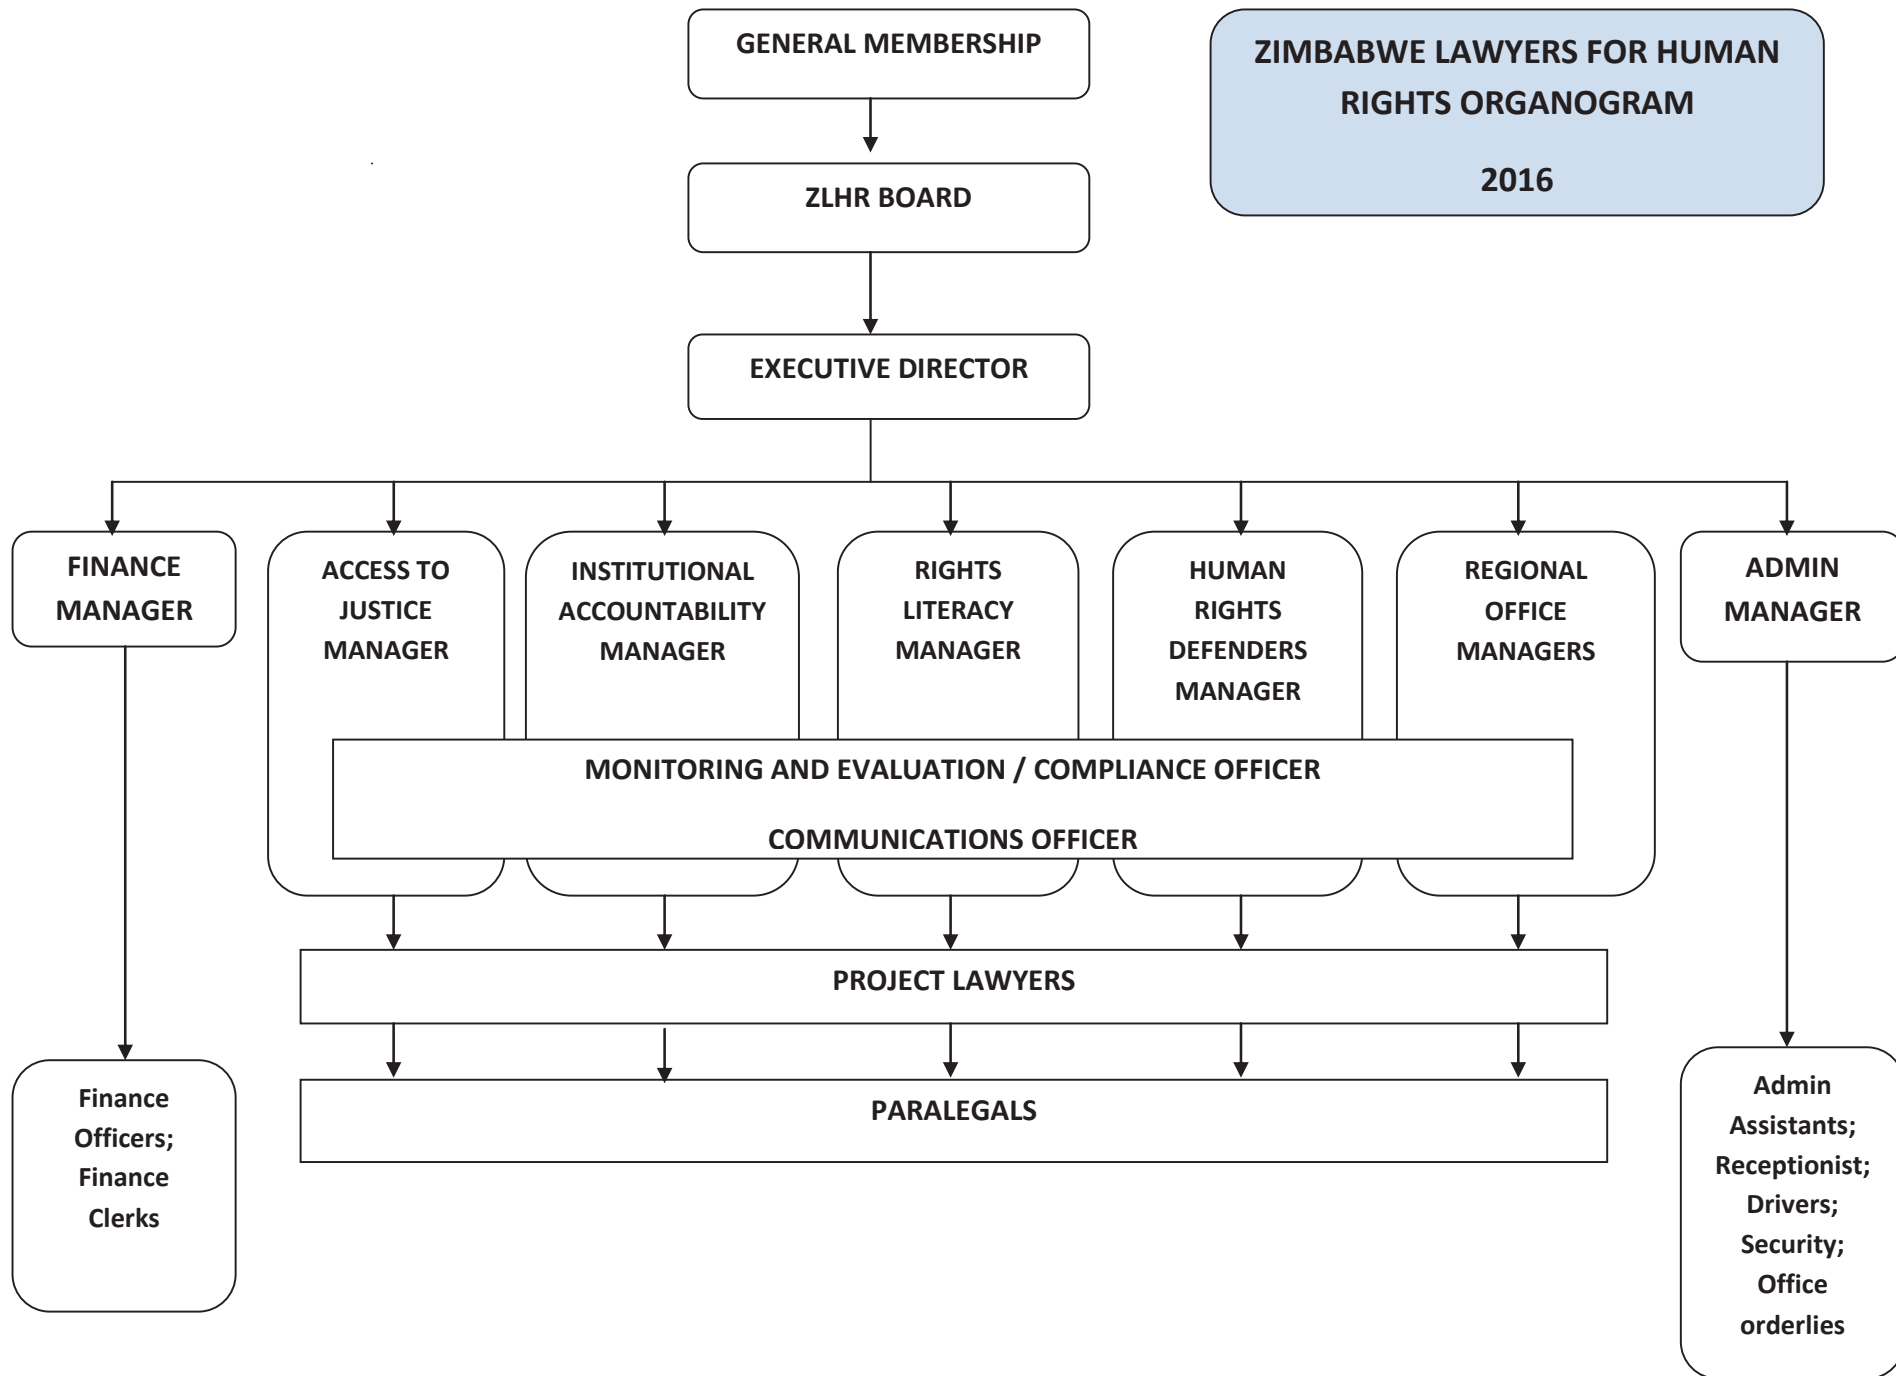 GENERAL MEMBERSHIP
ZIMBABWE LAWYERS FOR HUMAN
RIGHTS ORGANOGRAM
2016
ZLHR BOARD
EXECUTIVE DIRECTOR
FINANCE
MANAGER
ACCESS TO
JUSTICE
MANAGER
INSTITUTIONAL
ACCOUNTABILITY
MANAGER
RIGHTS
LITERACY
MANAGER
HUMAN
RIGHTS
DEFENDERS
MANAGER
REGIONAL
OFFICE
MANAGERS
ADMIN
MANAGER
MONITORING AND EVALUATION / COMPLIANCE OFFICER
COMMUNICATIONS OFFICER
PROJECT LAWYERS
PARALEGALS
Finance
Officers;
Finance
Clerks
Admin
Assistants;
Receptionist;
Drivers;
Security;
Office
orderlies